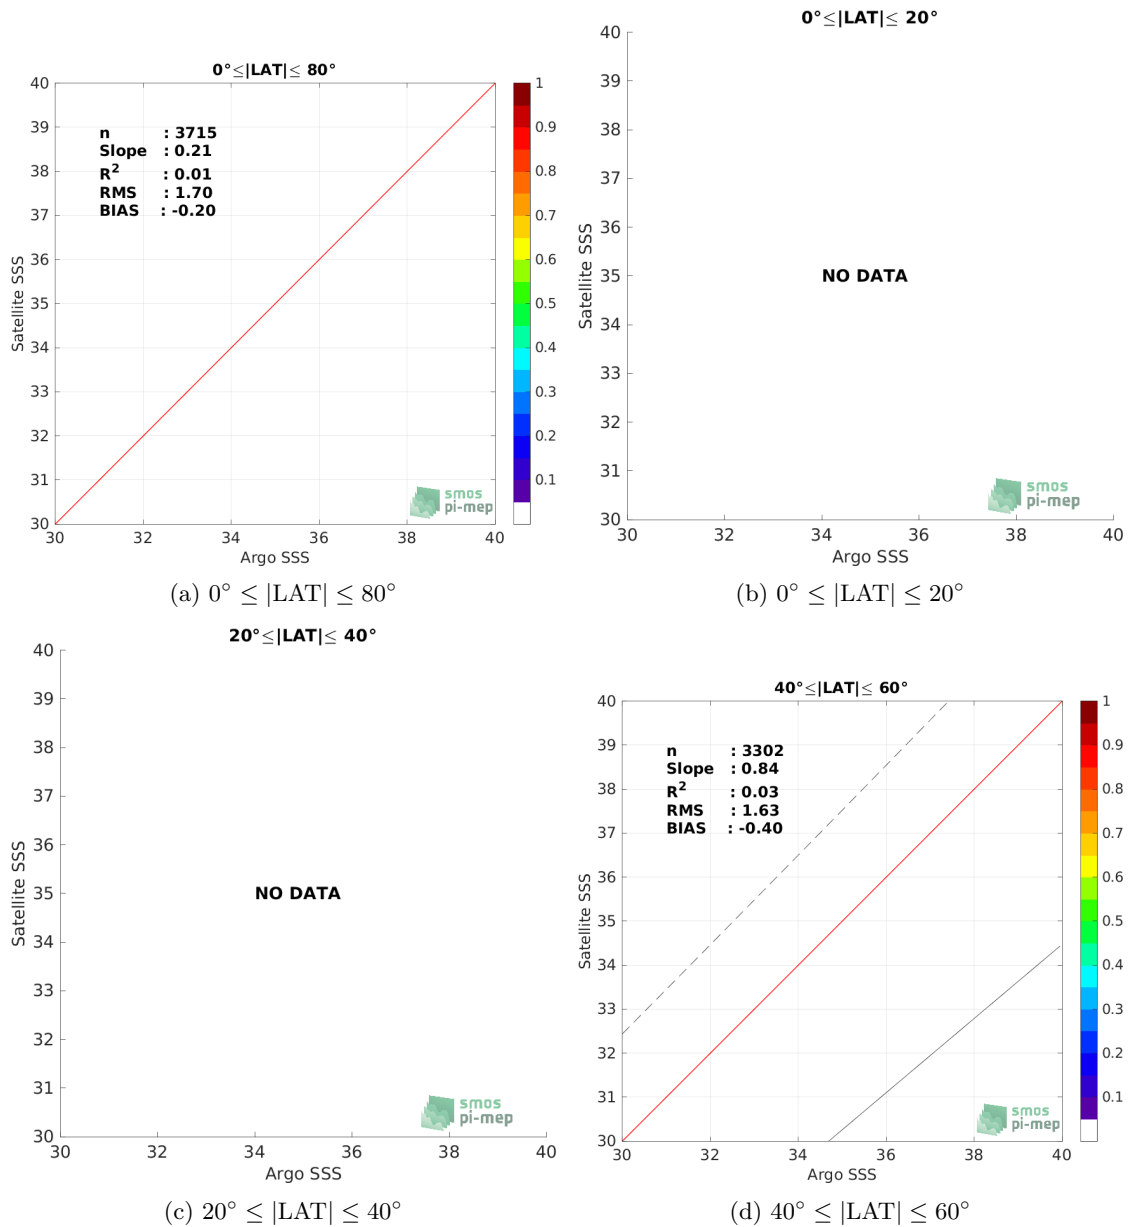 0°≤|LAT|≤ 80°
40
39
38
37
36
35
34
33
32
31
30
Satellite SSS
n : 3715
Slope : 0.21
R² : 0.01
RMS : 1.70
BIAS : -0.20
smos
pi-mep
30 32 34 36 38 40
Argo SSS
1
0.9
0.8
0.7
0.6
0.5
0.4
0.3
0.2
0.1
(a) 0° ≤ |LAT| ≤ 80°
0°≤|LAT|≤ 20°
40
39
38
37
36
35
34
33
32
31
30
Satellite SSS
NO DATA
smos
pi-mep
30 32 34 36 38 40
Argo SSS
(b) 0° ≤ |LAT| ≤ 20°
20°≤|LAT|≤ 40°
40
39
38
37
36
35
34
33
32
31
30
Satellite SSS
NO DATA
smos
pi-mep
30 32 34 36 38 40
Argo SSS
(c) 20° ≤ |LAT| ≤ 40°
40°≤|LAT|≤ 60°
40
39
38
37
36
35
34
33
32
31
30
Satellite SSS
n : 3302
Slope : 0.84
R² : 0.03
RMS : 1.63
BIAS : -0.40
smos
pi-mep
30 32 34 36 38 40
Argo SSS
1
0.9
0.8
0.7
0.6
0.5
0.4
0.3
0.2
0.1
(d) 40° ≤ |LAT| ≤ 60°